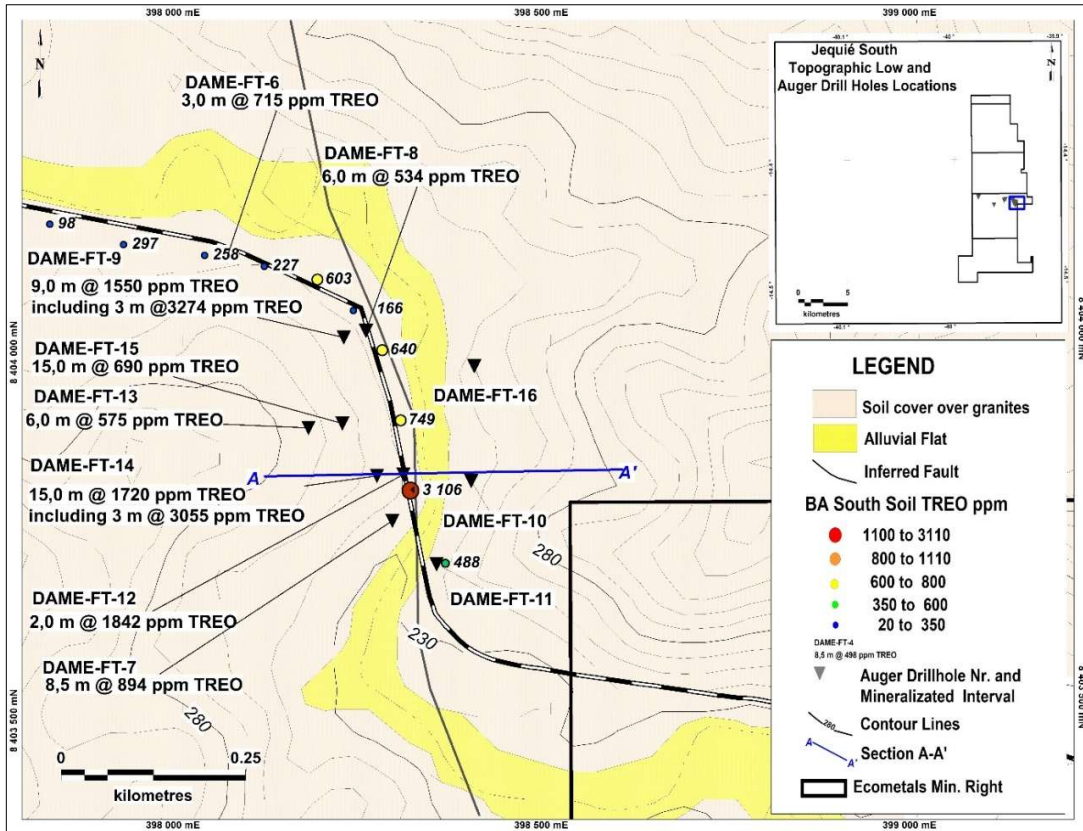 398 000 mE
398 500 mE
399 000 mE
N
DAME-FT-6
3,0 m @ 715 ppm TREO
DAME-FT-8
6,0 m @ 534 ppm TREO
98
297
258
227
603
166
640
749
3 106
488
DAME-FT-9
9,0 m @ 1550 ppm TREO
including 3 m @3274 ppm TREO
DAME-FT-15
15,0 m @ 690 ppm TREO
DAME-FT-13
6,0 m @ 575 ppm TREO
DAME-FT-14
15,0 m @ 1720 ppm TREO
including 3 m @ 3055 ppm TREO
DAME-FT-12
2,0 m @ 1842 ppm TREO
DAME-FT-7
8,5 m @ 894 ppm TREO
DAME-FT-16
DAME-FT-10
DAME-FT-11
A
A'
280
230
280
8 404 000 mN
8 403 500 mN
0
0.25
kilometres
398 000 mE
398 500 mE
399 000 mE
8 404 000 mN
8 403 500 mN
Jequié South
Topographic Low and
Auger Drill Holes Locations
N
0
5
kilometres
LEGEND
Soil cover over granites
Alluvial Flat
Inferred Fault
BA South Soil TREO ppm
1100 to 3110
800 to 1110
600 to 800
350 to 600
20 to 350
DAME-FT-4
8,5 m @ 498 ppm TREO
Auger Drillhole Nr. and
Mineralizated Interval
280
Contour Lines
A
A'
Section A-A'
Ecometals Min. Right